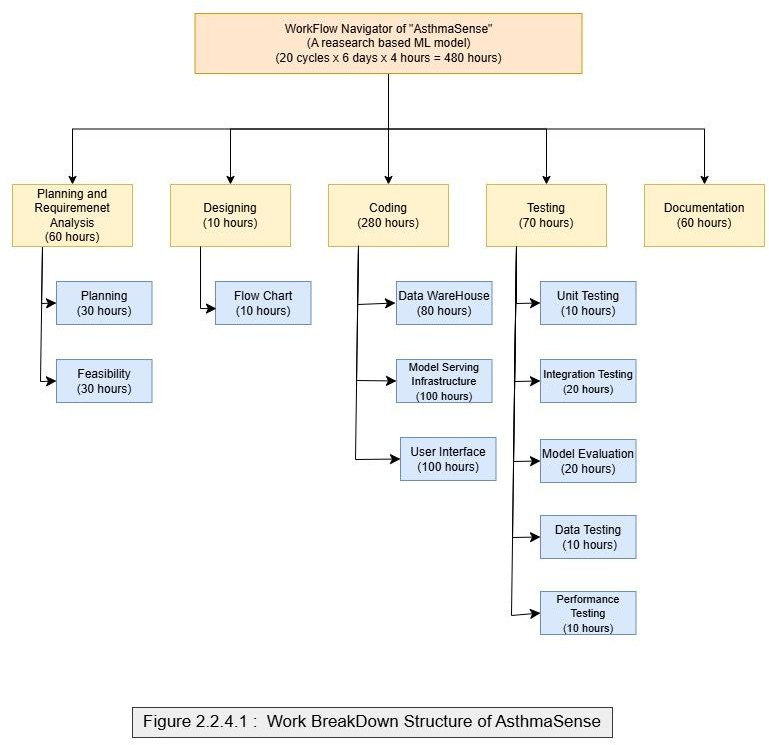 WorkFlow Navigator of "AsthmaSense"
(A reasearch based ML model)
(20 cycles x 6 days x 4 hours = 480 hours)
Planning and
Requiremenet
Analysis
(60 hours)
Designing
(10 hours)
Coding
(280 hours)
Testing
(70 hours)
Documentation
(60 hours)
Planning
(30 hours)
Feasibility
(30 hours)
Flow Chart
(10 hours)
Data WareHouse
(80 hours)
Model Serving
Infrastructure
(100 hours)
User Interface
(100 hours)
Unit Testing
(10 hours)
Integration Testing
(20 hours)
Model Evaluation
(20 hours)
Data Testing
(10 hours)
Performance
Testing
(10 hours)
Figure 2.2.4.1 : Work BreakDown Structure of AsthmaSense